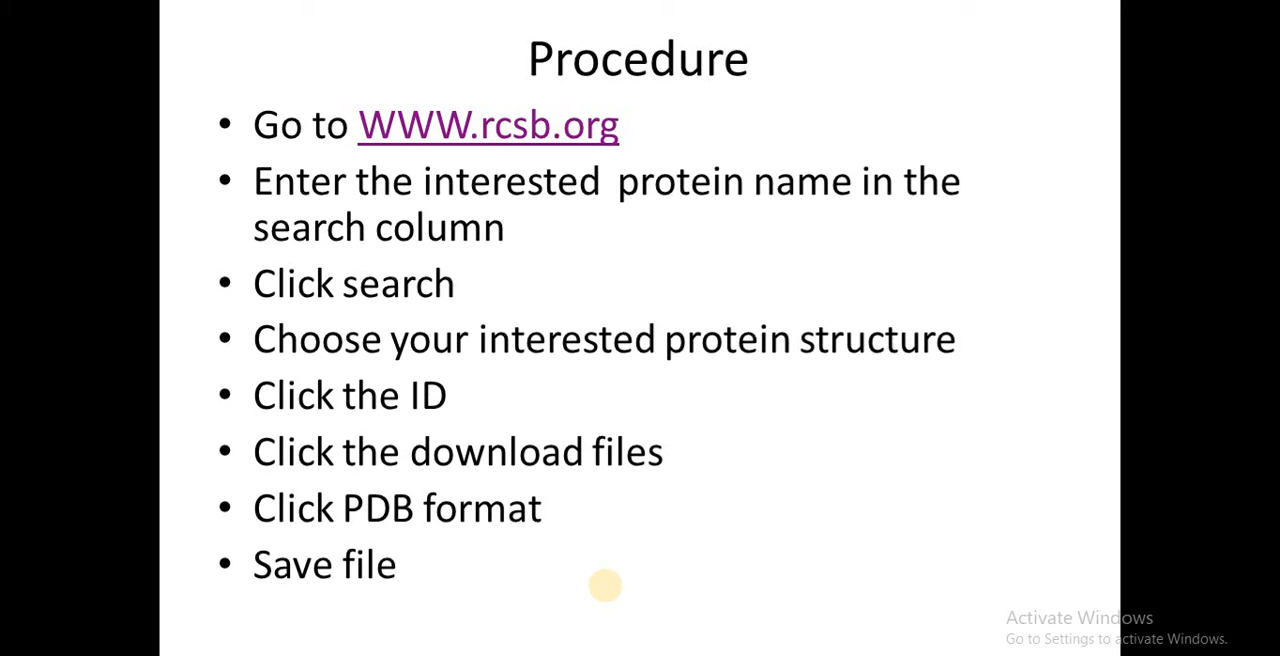 Procedure
• Go to WWW.rcsb.org
• Enter the interested protein name in the
search column
• Click search
• Choose your interested protein structure
• Click the ID
• Click the download files
• Click PDB format
• Save file
Activate Windows
Go to Settings to activate Windows.